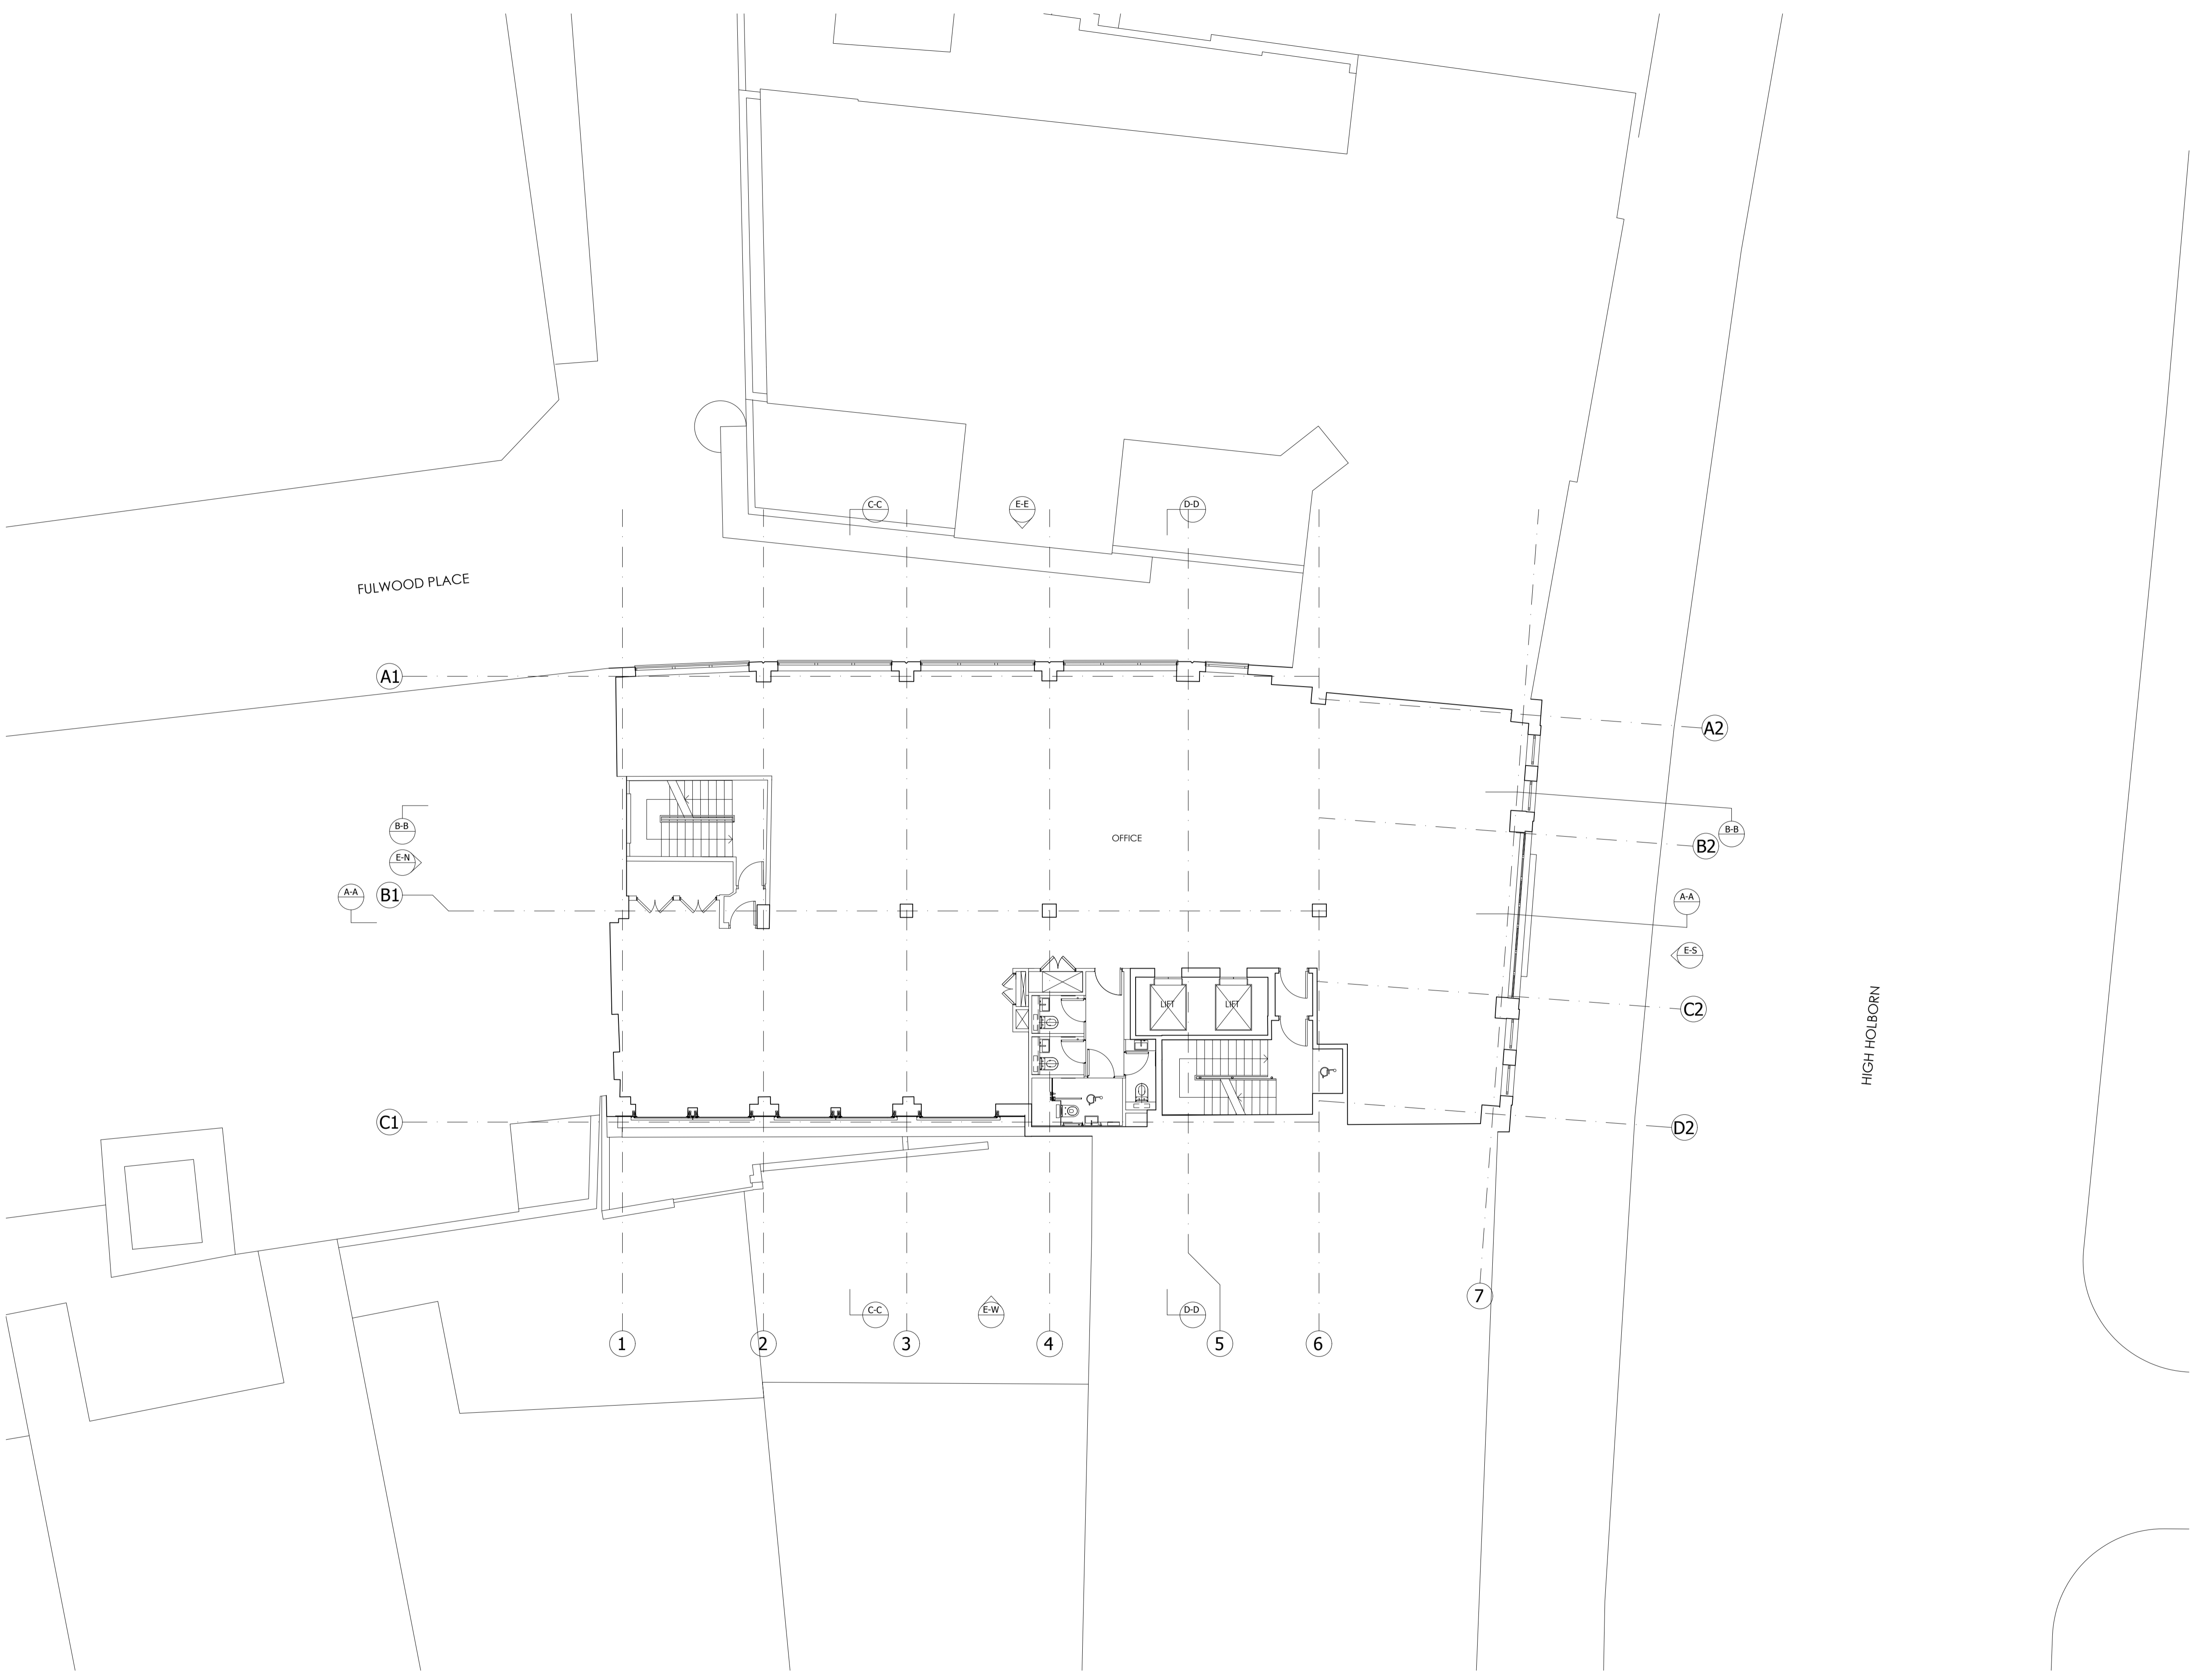 C-C
E-E
D-D
FULWOOD PLACE
A1
A2
B-B
B-B
OFFICE
B2
E-N
A-A
B1
A-A
E-S
LIFT
LIFT
C2
HIGH HOLBORN
C1
D2
7
C-C
E-W
D-D
1
2
3
4
5
6